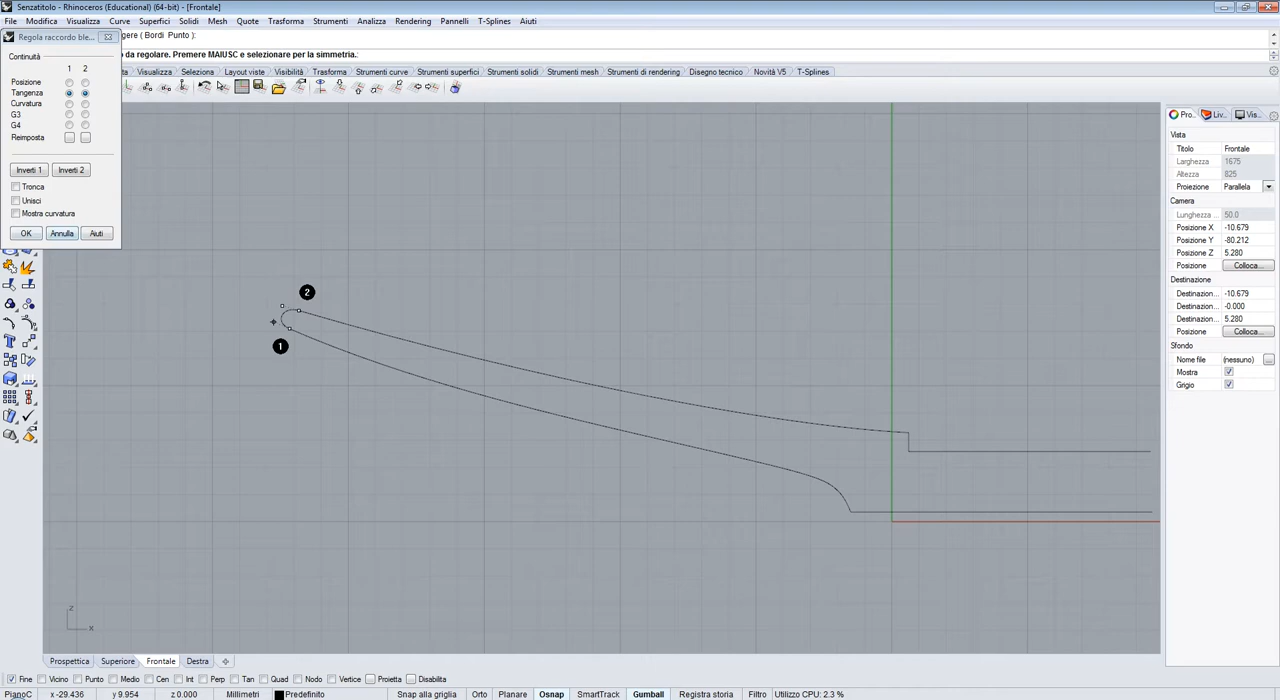 Senzatitolo - Rhinoceros (Educational) (64-bit) - [Frontale]
File Modifica Visualizza Curve Superfici Solidi Mesh Quote Trasforma Strumenti Analizza Rendering Pannelli T-Splines Aiuti
Regola raccordo ble... gere ( Bordi Punto ):
o da regolare. Premere MAIUSC e selezionare per la simmetria.:
Visualizza Seleziona Layout viste Visibilità Trasforma Strumenti curve Strumenti superfici Strumenti solidi Strumenti mesh Strumenti di rendering Disegno tecnico Novità V5 T-Splines
Continuità
1 2
Posizione
Tangenza
Curvatura
G3
G4
Reimposta
Inverti 1 Inverti 2
Tronca
Unisci
Mostra curvatura
OK Annulla Aiuti
2
1
z
x
Pro... Liv... Vis...
Vista
Titolo Frontale
Larghezza 1675
Altezza 825
Proiezione Parallela
Camera
Lunghezza ... 50.0
Posizione X -10.679
Posizione Y -80.212
Posizione Z 5.280
Posizione Colloca...
Destinazione
Destinazion... -10.679
Destinazion... -0.000
Destinazion... 5.280
Posizione Colloca...
Sfondo
Nome file (nessuno) ...
Mostra
Grigio
Prospettica Superiore Frontale Destra
Fine Vicino Punto Medio Cen Int Perp Tan Quad Nodo Vertice Proietta Disabilita
PianoC x -29.436 y 9.954 z 0.000 Millimetri Predefinito Snap alla griglia Orto Planare Osnap SmartTrack Gumball Registra storia Filtro Utilizzo CPU: 2.3 %